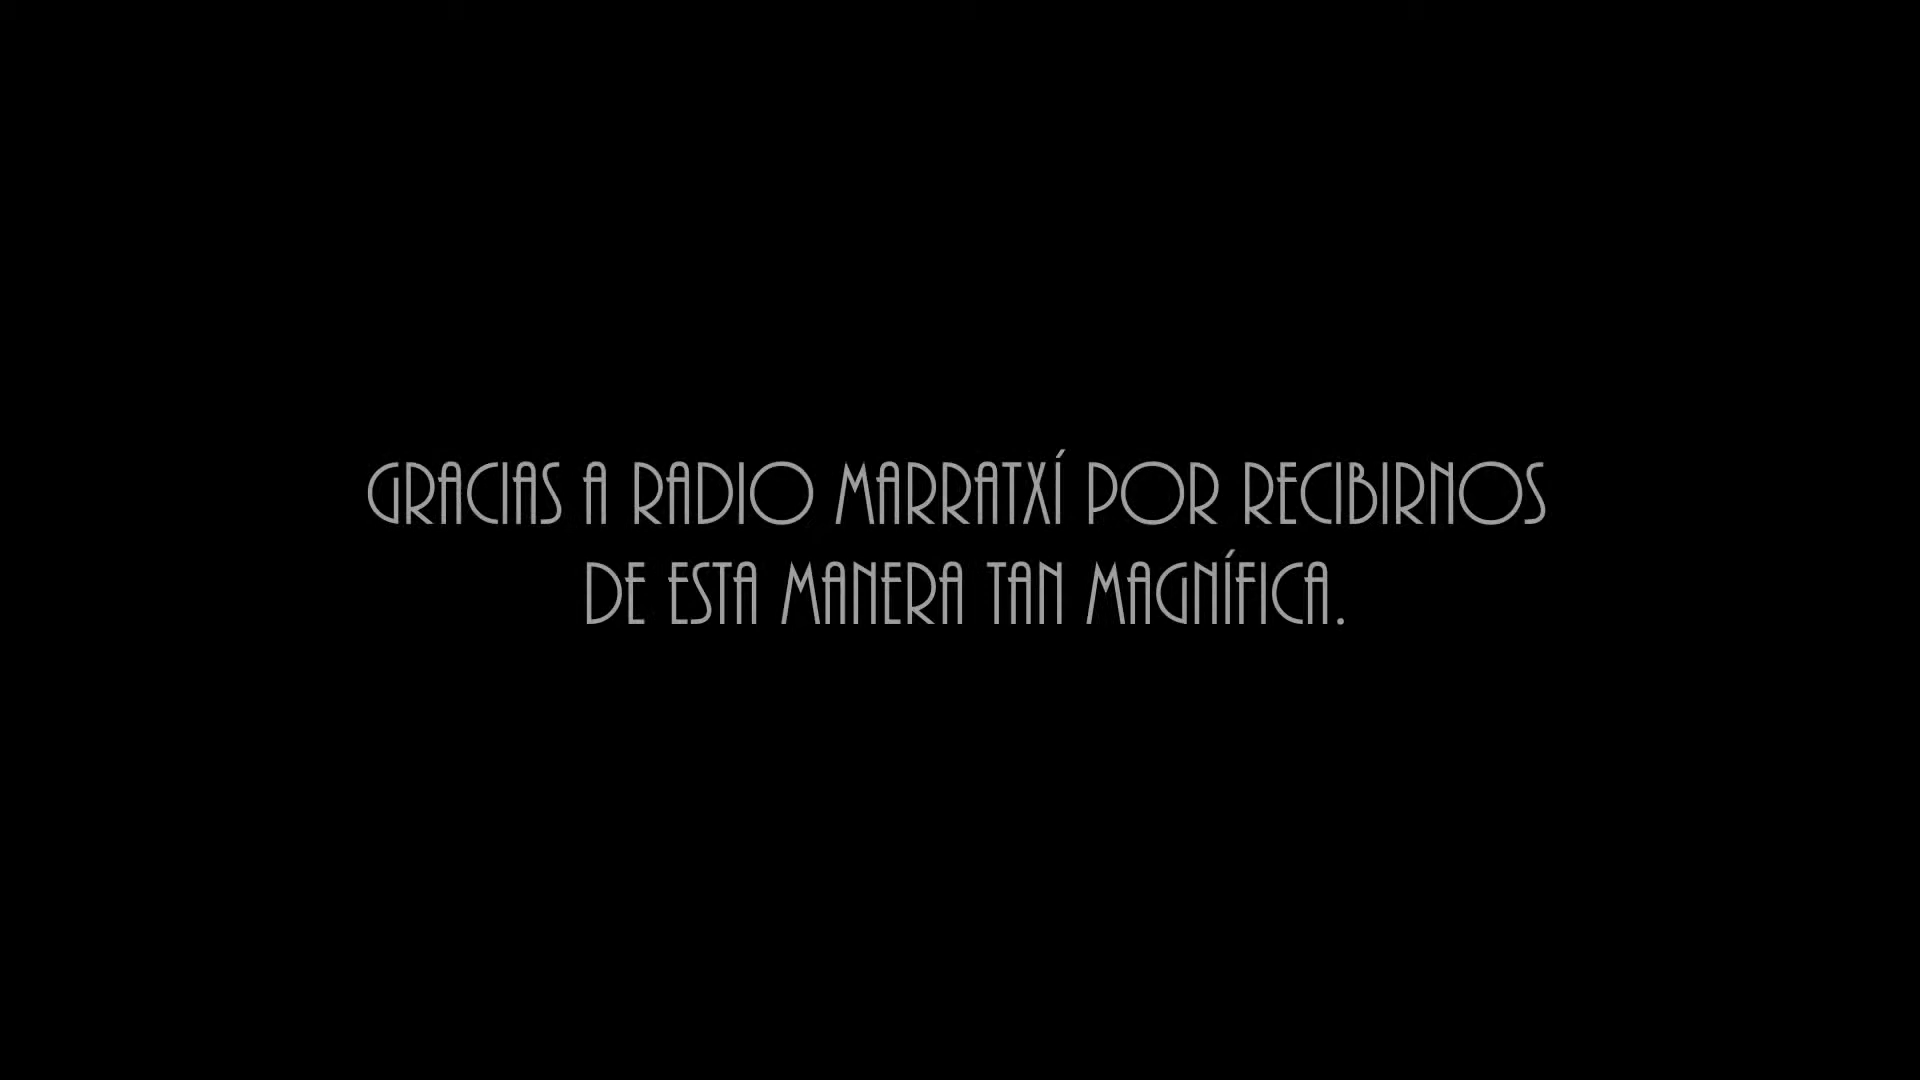 GRACIAS A RADIO MARRATXÍ POR RECIBIRNOS
DE ESTA MANERA TAN MAGNÍFICA.